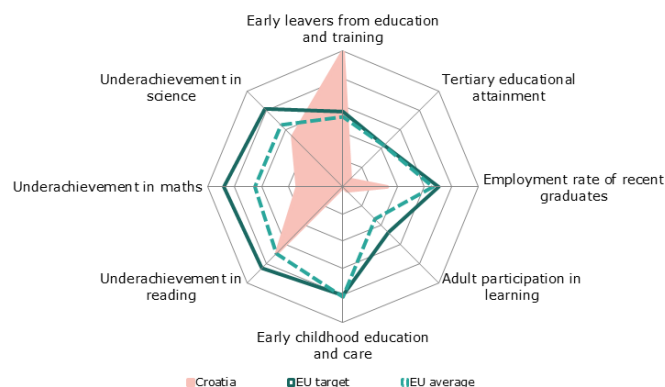 Early leavers from education
and training
Underachievement in
science
Tertiary educational
attainment
Underachievement in maths
Employment rate of recent
graduates
Underachievement in
reading
Adult participation in
learning
Early childhood education
and care
Croatia EU target EU average